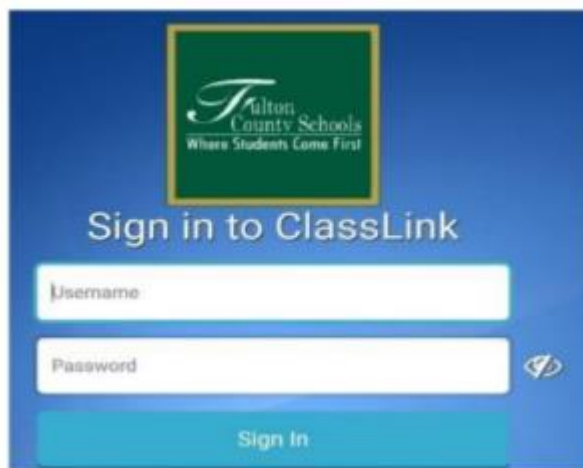 Fulton
County Schools
Where Students Come First
Sign in to ClassLink
Username
Password
Sign In